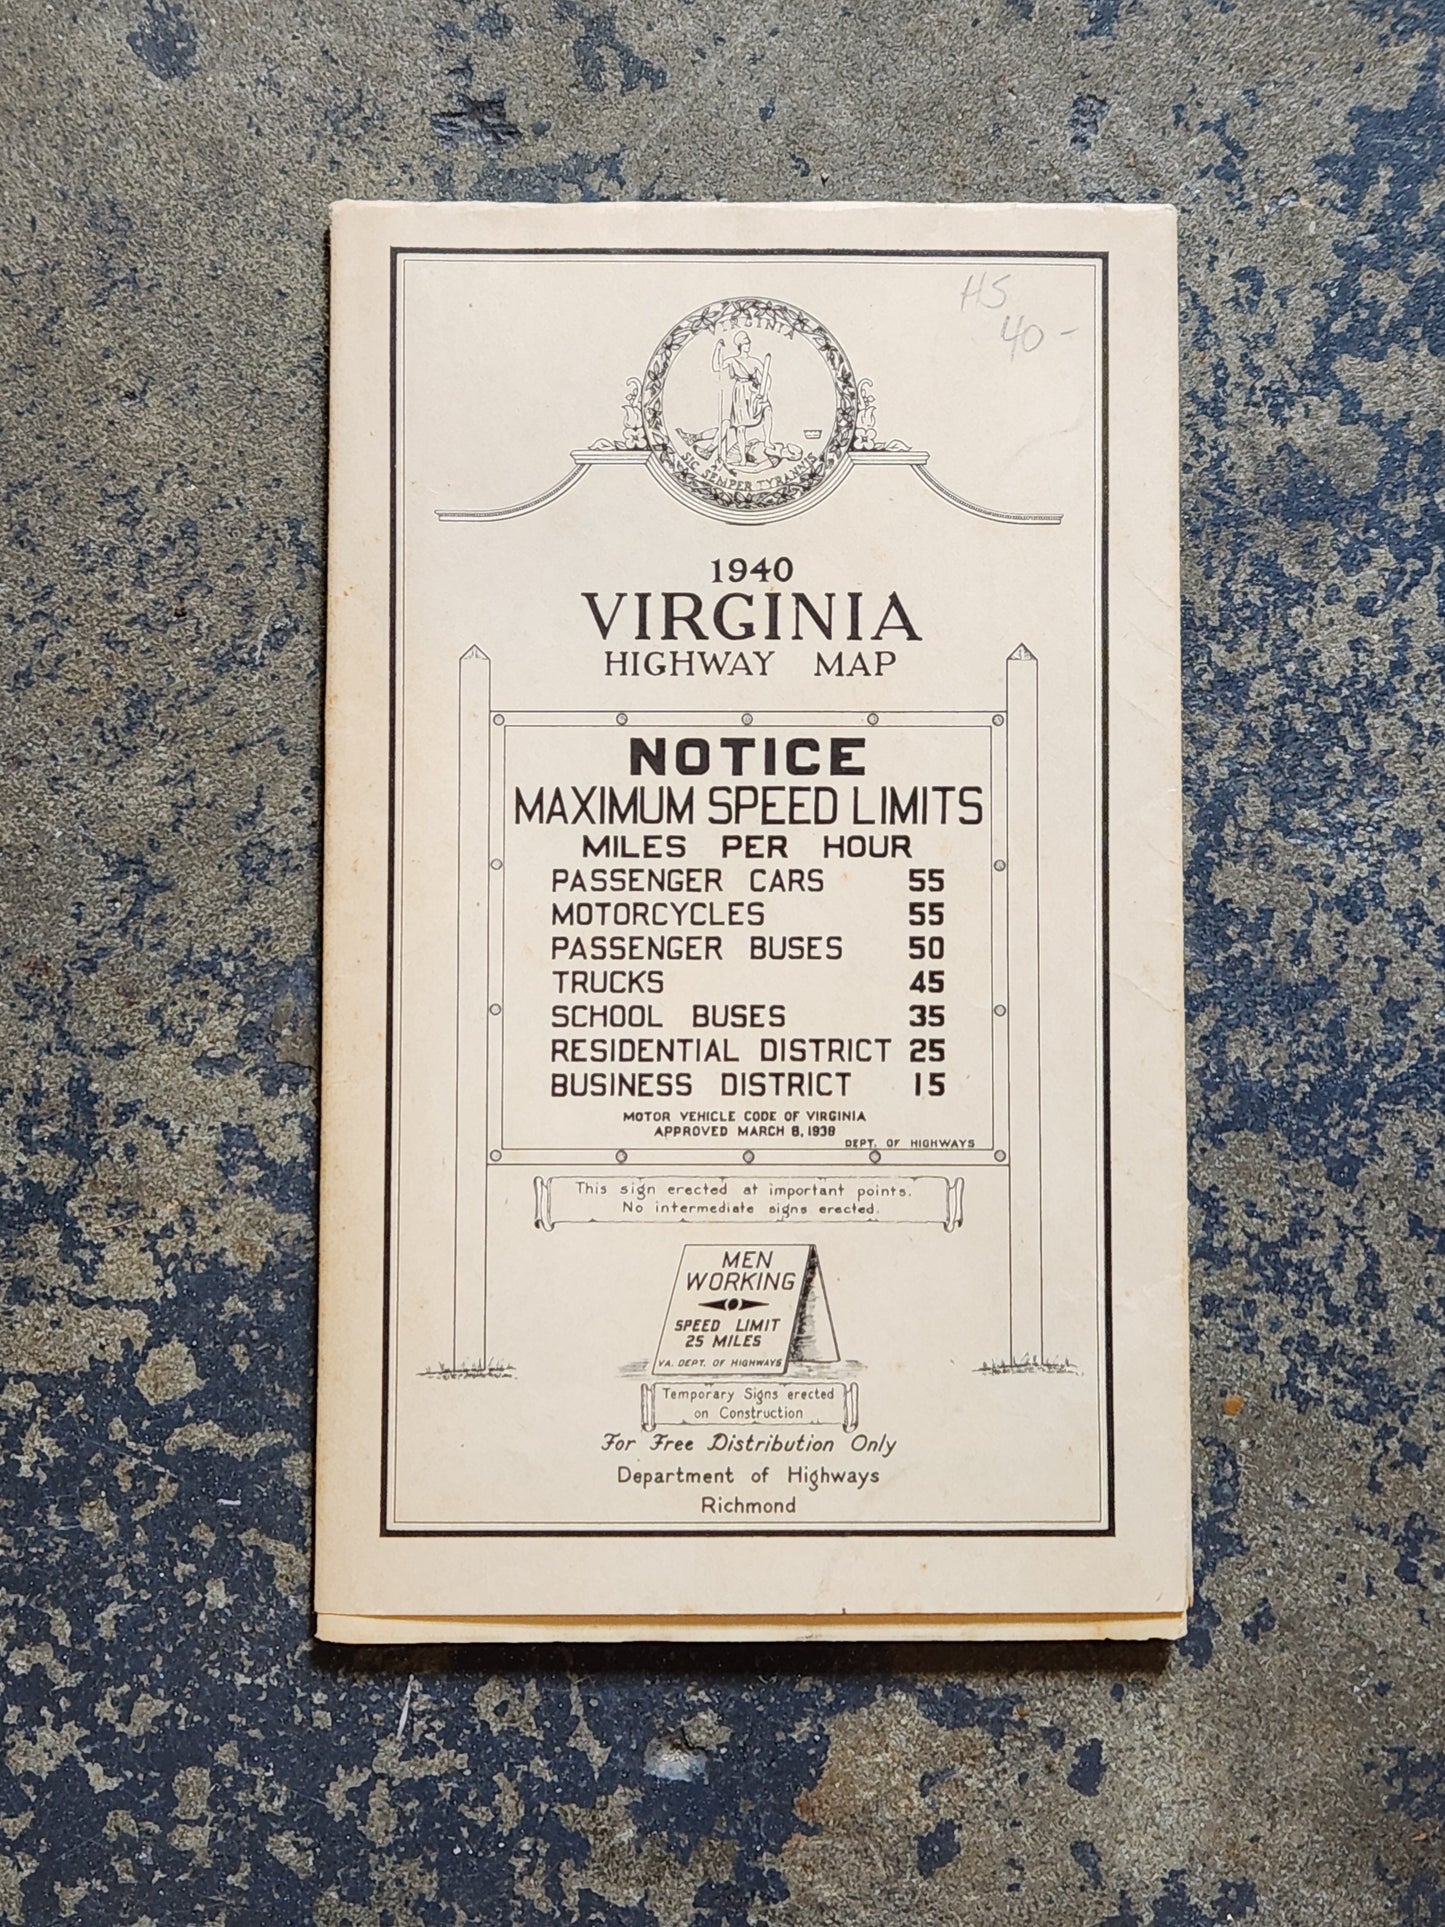 HS
40-
VIRGINIA
SIC SEMPER TYRANNIS
1940
VIRGINIA
HIGHWAY MAP
NOTICE
MAXIMUM SPEED LIMITS
MILES PER HOUR
PASSENGER CARS 55
MOTORCYCLES 55
PASSENGER BUSES 50
TRUCKS 45
SCHOOL BUSES 35
RESIDENTIAL DISTRICT 25
BUSINESS DISTRICT 15
MOTOR VEHICLE CODE OF VIRGINIA
APPROVED MARCH 8, 1938
DEPT. OF HIGHWAYS
This sign erected at important points.
No intermediate signs erected.
MEN
WORKING
SPEED LIMIT
25 MILES
VA. DEPT. OF HIGHWAYS
Temporary Signs erected
on Construction
For Free Distribution Only
Department of Highways
Richmond